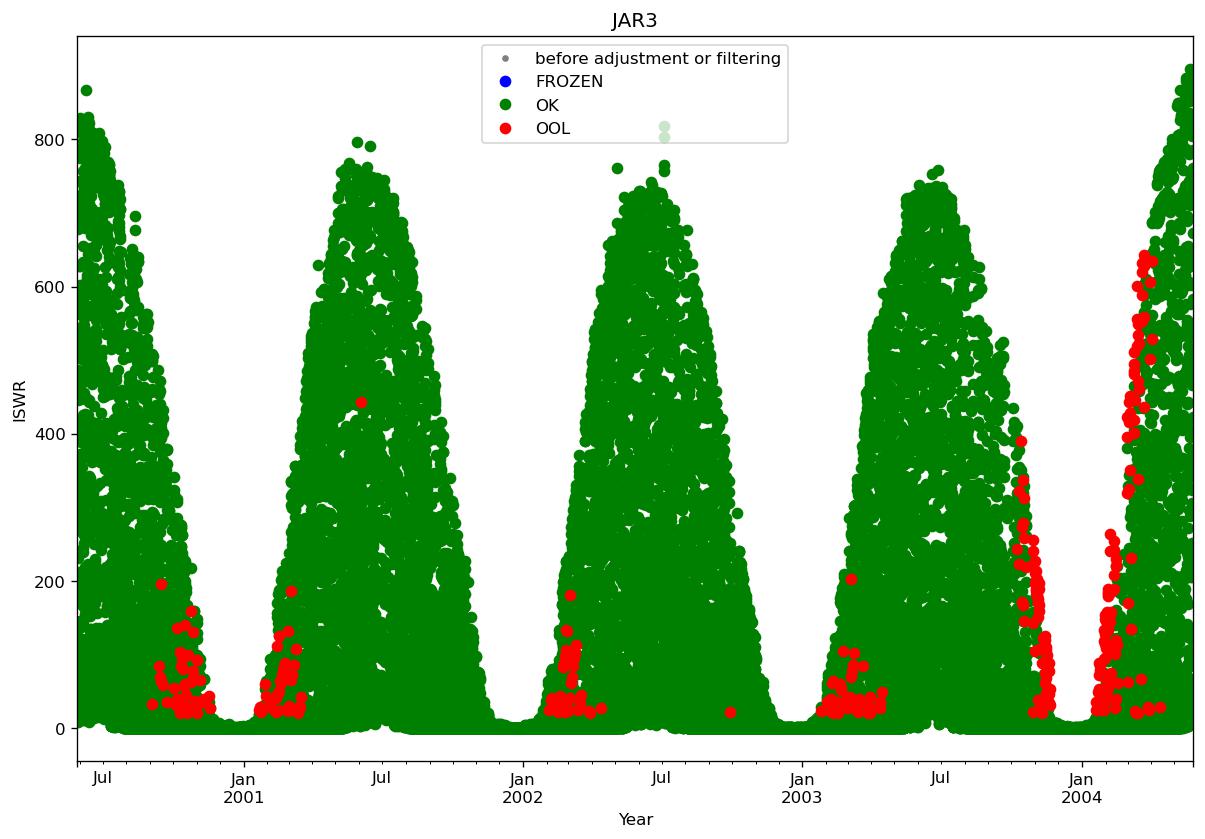 JAR3
before adjustment or filtering
FROZEN
OK
OOL
800
600
400
200
0
ISWR
Jul Jan Jul Jan Jul Jan Jul Jan
2001 2002 2003 2004
Year